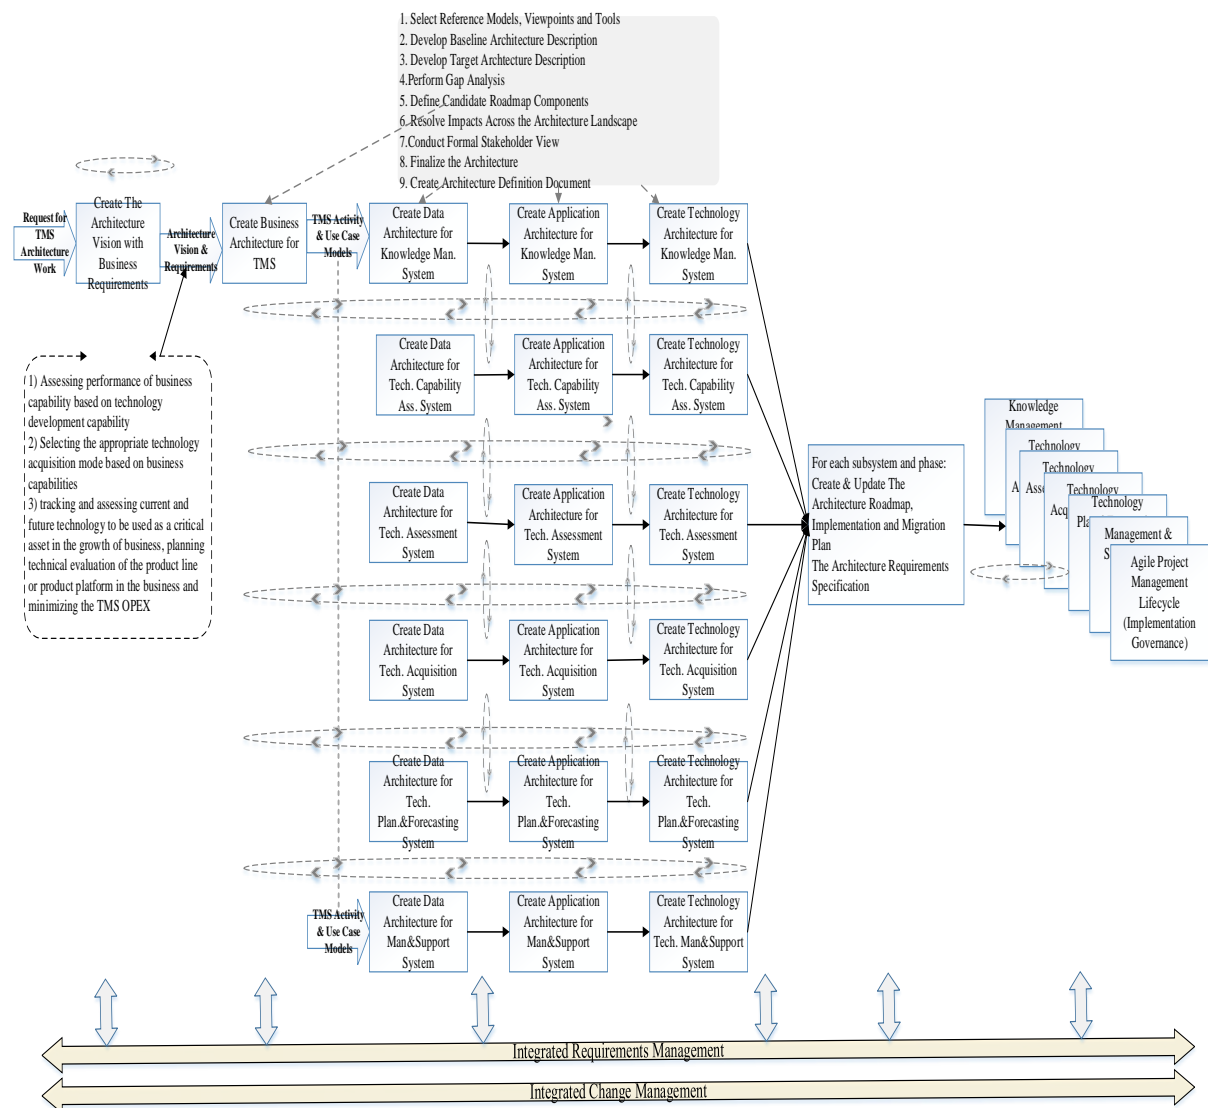 1. Select Reference Models, Viewpoints and Tools
2. Develop Baseline Architecture Description
3. Develop Target Archtecture Description
4.Perform Gap Analysis
5. Define Candidate Roadmap Components
6. Resolve Impacts Across the Architecture Landscape
7.Conduct Formal Stakeholder View
8. Finalize the Architecture
9. Create Architecture Definition Document
Request for
TMS
Architecture
Work
Create The
Architecture
Vision with
Business
Requirements
Architecture
Vision &
Requirements
Create Business
Architecture for
TMS
TMS Activity
& Use Case
Models
Create Data
Architecture for
Knowledge Man.
System
Create Application
Architecture for
Knowledge Man.
System
Create Technology
Architecture for
Knowledge Man.
System
1) Assessing performance of business
capability based on technology
development capability
2) Selecting the appropriate technology
acquisition mode based on business
capabilities
3) tracking and assessing current and
future technology to be used as a critical
asset in the growth of business, planning
technical evaluation of the product line
or product platform in the business and
minimizing the TMS OPEX
Create Data
Architecture for
Tech. Capability
Ass. System
Create Application
Architecture for
Tech. Capability
Ass. System
Create Technology
Architecture for
Tech. Capability
Ass. System
Create Data
Architecture for
Tech. Assessment
System
Create Application
Architecture for
Tech. Assessment
System
Create Technology
Architecture for
Tech. Assessment
System
Create Data
Architecture for
Tech. Acquisition
System
Create Application
Architecture for
Tech. Acquisition
System
Create Technology
Architecture for
Tech. Acquisition
System
Create Data
Architecture for
Tech.
Plan.&Forecasting
System
Create Application
Architecture for
Tech.
Plan.&Forecasting
System
Create Technology
Architecture for
Tech.
Plan.&Forecasting
System
TMS Activity
& Use Case
Models
Create Data
Architecture for
Man&Support
System
Create Application
Architecture for
Man&Support
System
Create Technology
Architecture for
Tech. Man&Support
System
For each subsystem and phase:
Create & Update The
Architecture Roadmap,
Implementation and Migration
Plan
The Architecture Requirements
Specification
Knowledge
Management
Technology
Technology
Technology
Technology
Management &
Agile Project
Management
Lifecycle
(Implementation
Governance)
Integrated Requirements Management
Integrated Change Management